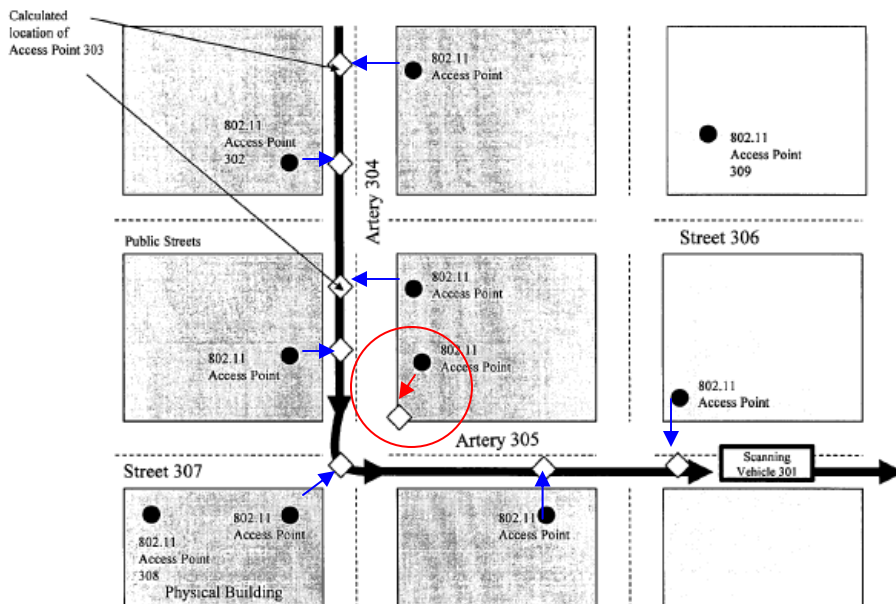 Calculated
location of
Access Point 303
802.11
Access Point
802.11
Access Point
302
802.11
Access Point
309
Artery 304
Public Streets
Street 306
802.11
Access Point
802.11
Access Point
802.11
Access Point
802.11
Access Point
Artery 305
Street 307
Scanning
Vehicle 301
802.11
Access Point
308
802.11
Access Point
802.11
Access Point
Physical Building